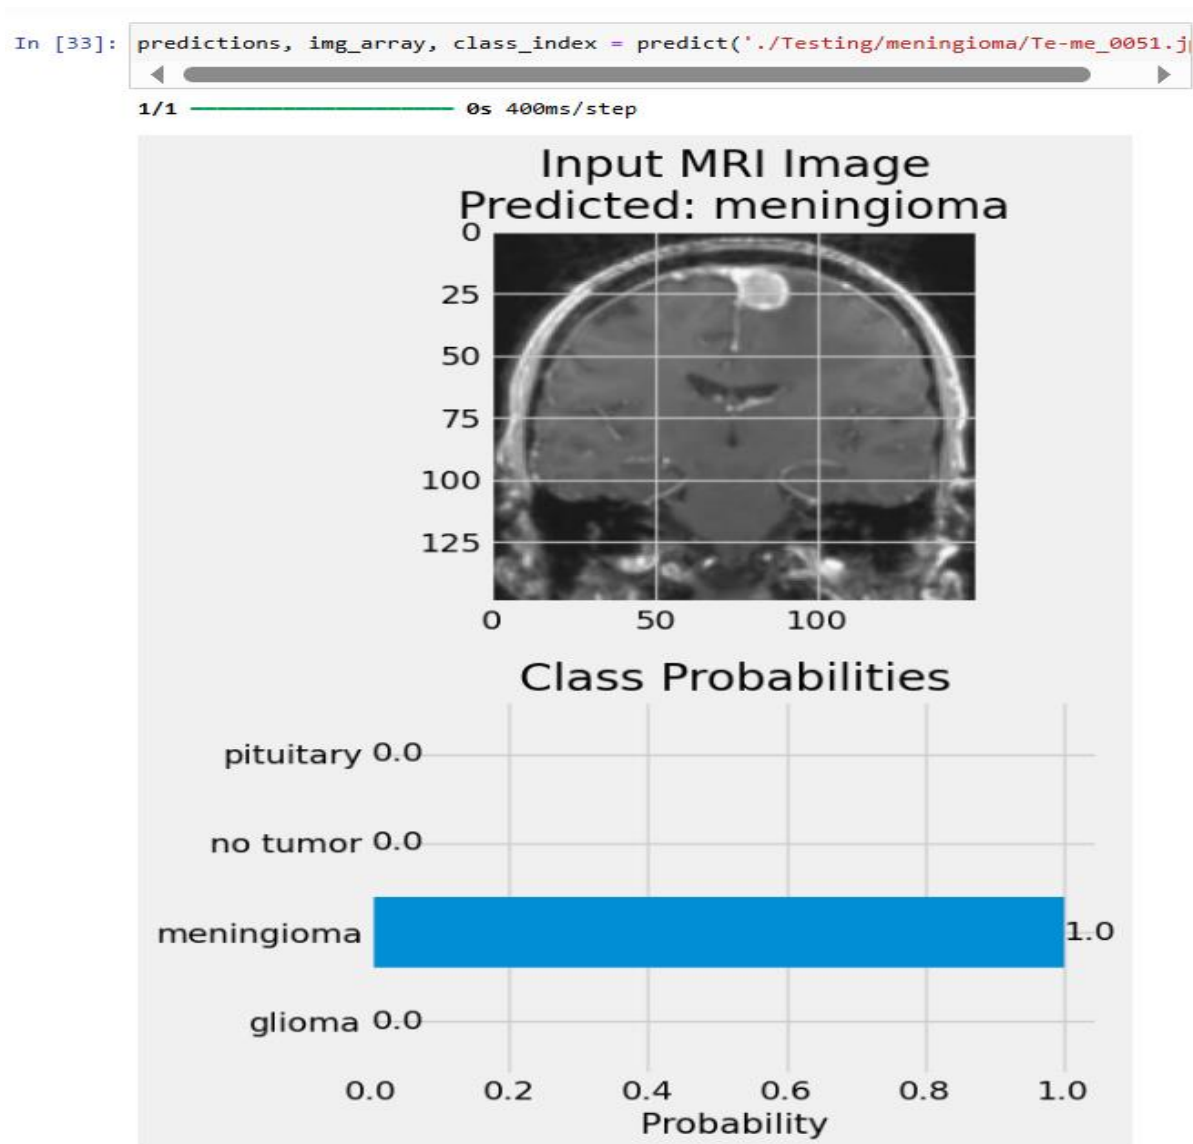 In [33]: predictions, img_array, class_index = predict('./Testing/meningioma/Te-me_0051.j
1/1 0s 400ms/step
Input MRI Image
Predicted: meningioma
0
25
50
75
100
125
0 50 100
Class Probabilities
pituitary 0.0
no tumor 0.0
meningioma 1.0
glioma 0.0
0.0 0.2 0.4 0.6 0.8 1.0
Probability